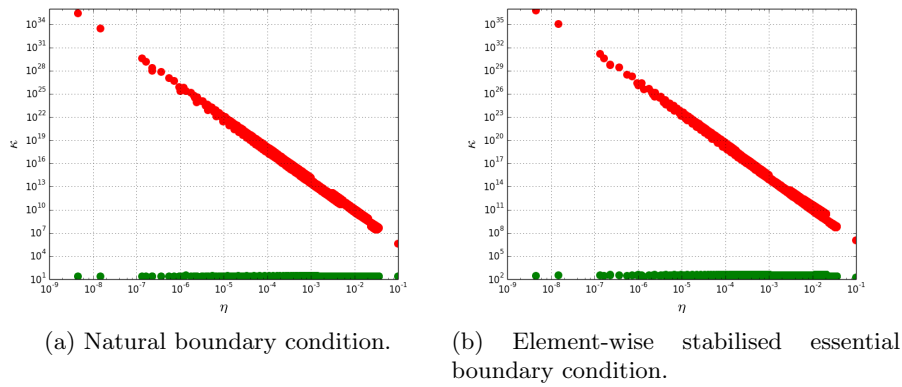 10^34
10^31
10^28
10^25
10^22
10^19
10^16
10^13
10^10
10^7
10^4
10^1
κ
10^-9 10^-8 10^-7 10^-6 10^-5 10^-4 10^-3 10^-2 10^-1
η
(a) Natural boundary condition.
10^35
10^32
10^29
10^26
10^23
10^20
10^17
10^14
10^11
10^8
10^5
10^2
κ
10^-9 10^-8 10^-7 10^-6 10^-5 10^-4 10^-3 10^-2 10^-1
η
(b) Element-wise stabilised essential
boundary condition.